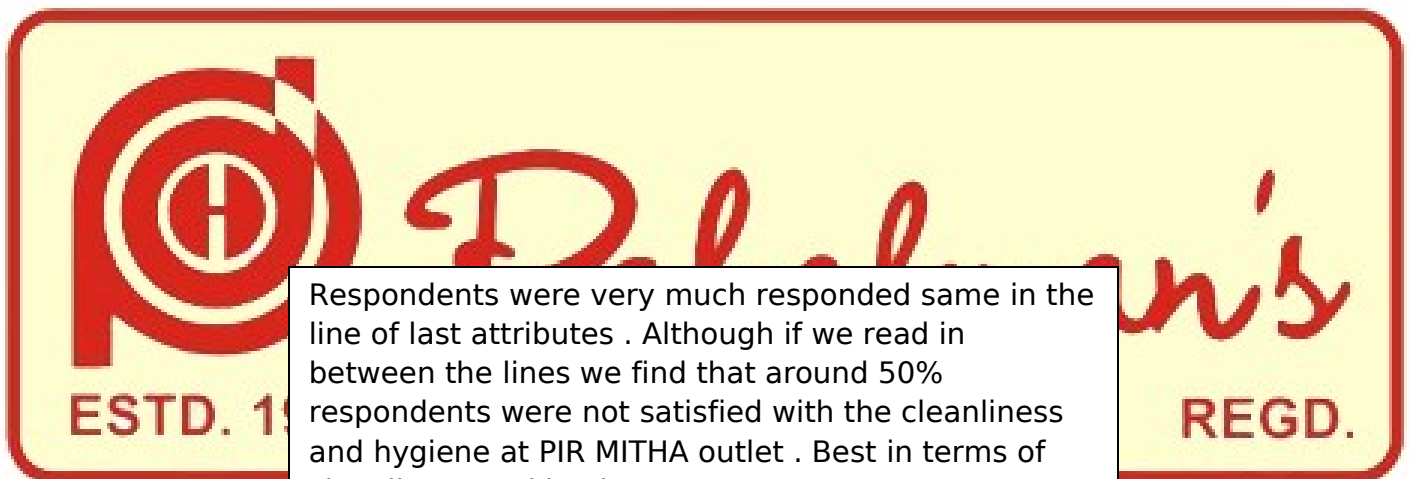 ESTD. 19
REGD.
Respondents were very much responded same in the
line of last attributes . Although if we read in
between the lines we find that around 50%
respondents were not satisfied with the cleanliness
and hygiene at PIR MITHA outlet . Best in terms of